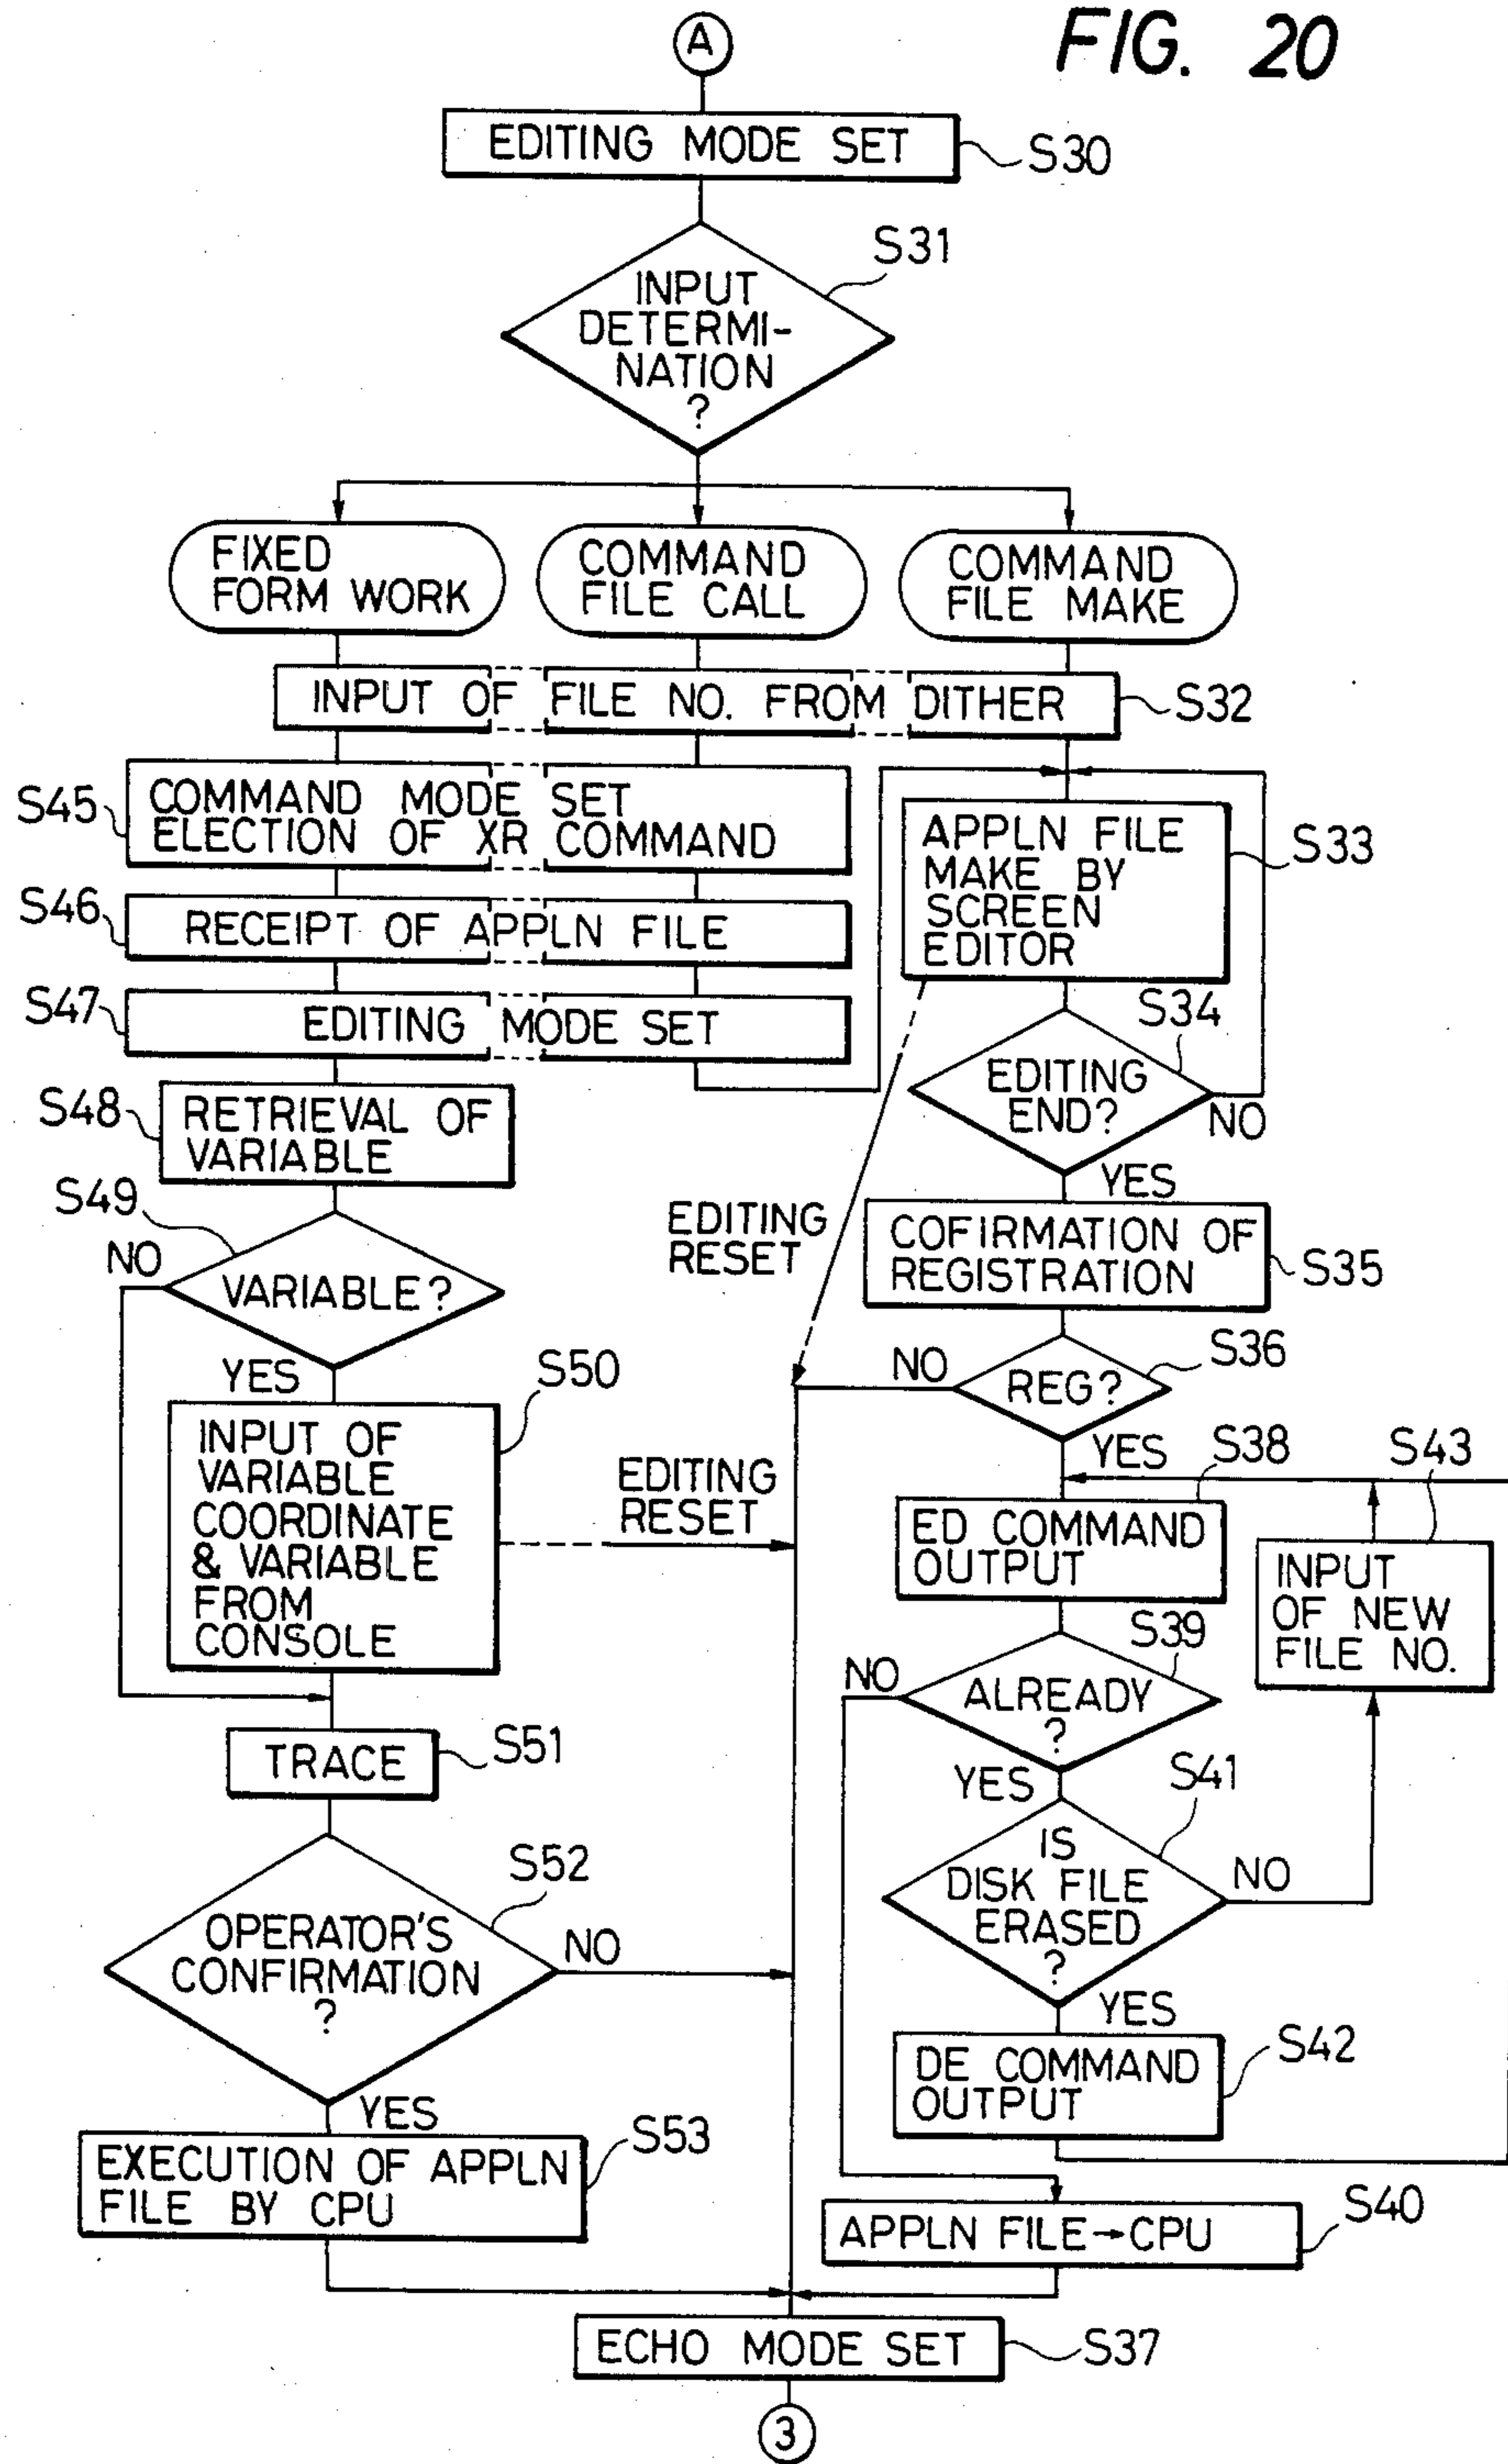 FIG. 20
A
EDITING MODE SET
S30
S31
INPUT
DETERMI-
NATION
?
FIXED
FORM WORK
COMMAND
FILE CALL
COMMAND
FILE MAKE
INPUT OF FILE NO. FROM DITHER
S32
S45
COMMAND MODE SET
ELECTION OF XR COMMAND
S46
RECEIPT OF APPLN FILE
S47
EDITING MODE SET
APPLN FILE
MAKE BY
SCREEN
EDITOR
S33
S34
EDITING
END?
NO
YES
S48
RETRIEVAL OF
VARIABLE
S49
NO
VARIABLE?
YES
EDITING
RESET
COFIRMATION OF
REGISTRATION
S35
NO
REG?
S36
YES
S50
INPUT OF
VARIABLE
COORDINATE
& VARIABLE
FROM
CONSOLE
EDITING
RESET
S38
ED COMMAND
OUTPUT
S43
INPUT
OF NEW
FILE NO.
S39
NO
ALREADY
?
YES
S41
IS
DISK FILE
ERASED
?
NO
YES
TRACE
S51
S52
OPERATOR'S
CONFIRMATION
?
NO
YES
DE COMMAND
OUTPUT
S42
EXECUTION OF APPLN
FILE BY CPU
S53
APPLN FILE→CPU
S40
ECHO MODE SET
S37
3